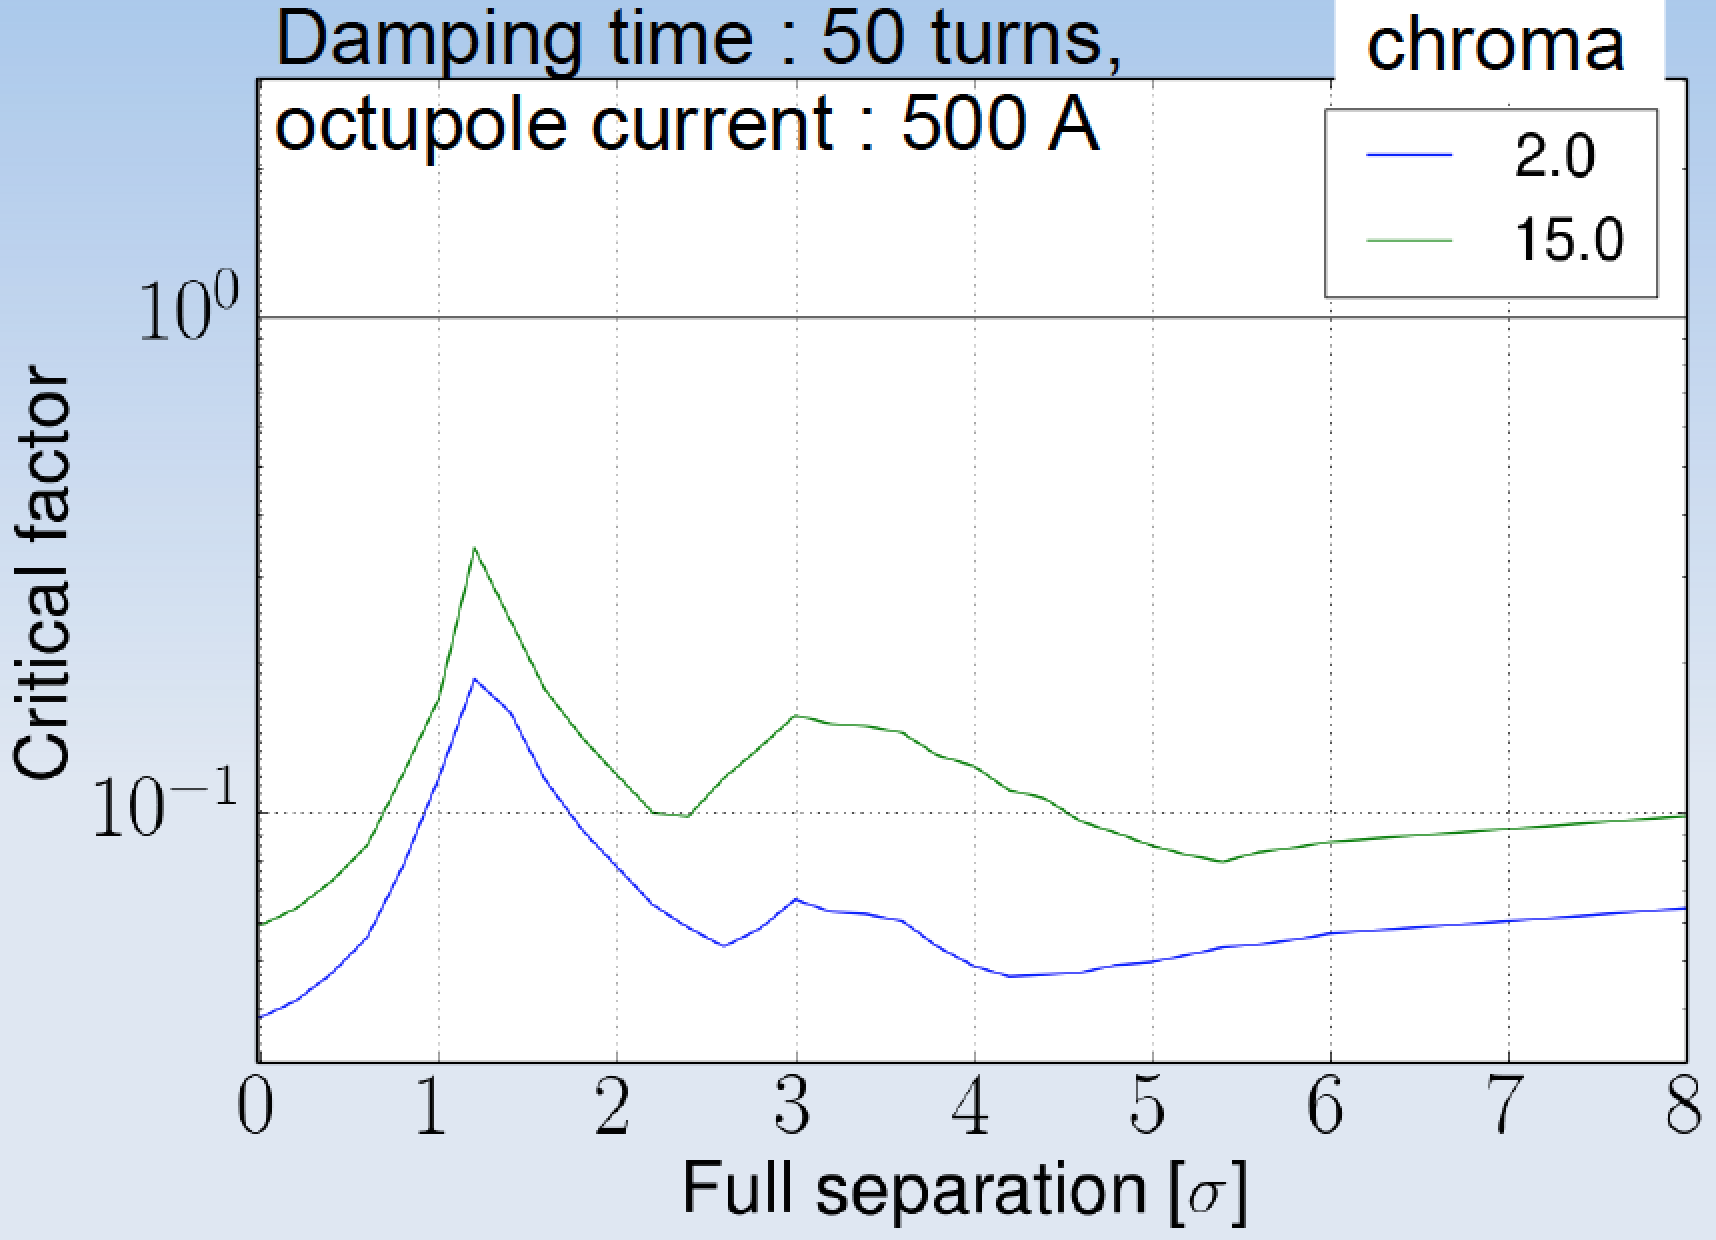 Damping time : 50 turns,
octupole current : 500 A
chroma
2.0
15.0
10⁰
10⁻¹
Critical factor
0 1 2 3 4 5 6 7 8
Full separation [σ]